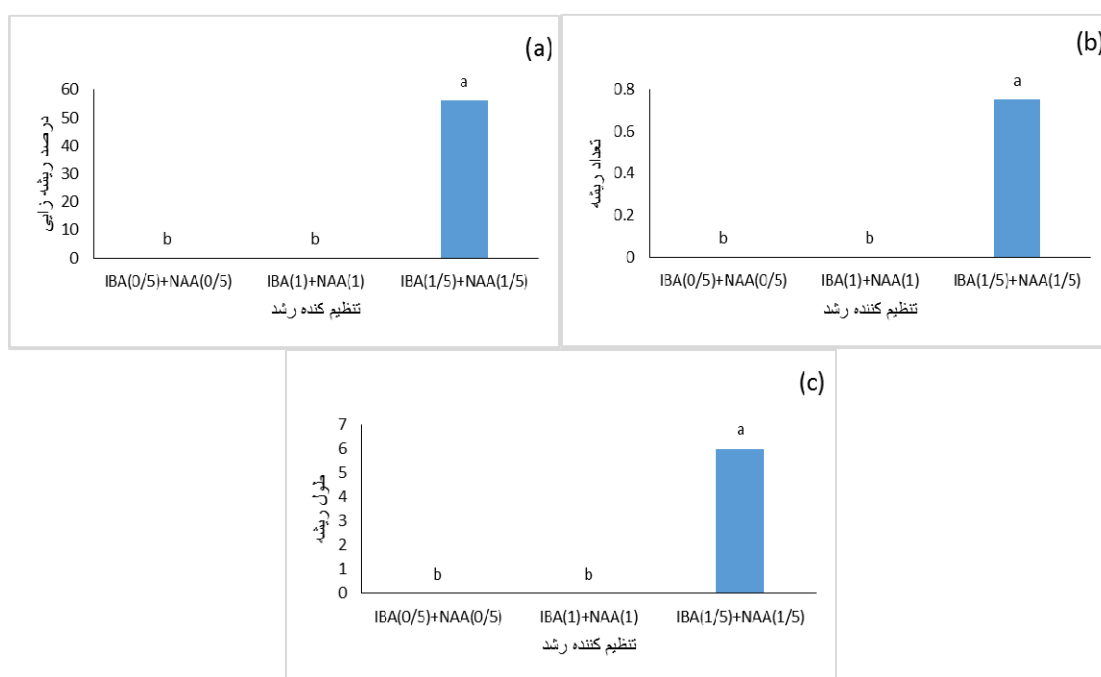 (a)
درصد ریشه زایی
60
50
40
30
20
10
0
b
b
a
IBA(0/5)+NAA(0/5)
IBA(1)+NAA(1)
IBA(1/5)+NAA(1/5)
تنظیم کنده رشد
(b)
تعداد ریشه
0.8
0.6
0.4
0.2
0
b
b
a
IBA(0/5)+NAA(0/5)
IBA(1)+NAA(1)
IBA(1/5)+NAA(1/5)
تنظیم کننده رشد
(c)
طول ریشه
7
6
5
4
3
2
1
0
b
b
a
IBA(0/5)+NAA(0/5)
IBA(1)+NAA(1)
IBA(1/5)+NAA(1/5)
تنظیم کننده رشد